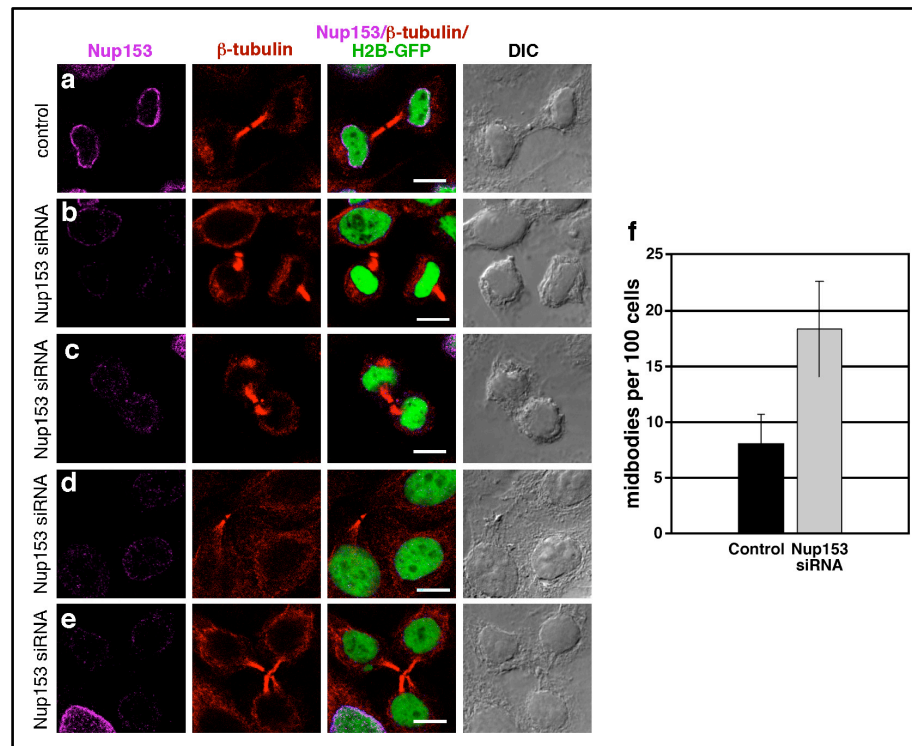 Nup153
β-tubulin
Nup153/β-tubulin/
H2B-GFP
DIC
a
control
b
Nup153 siRNA
c
Nup153 siRNA
d
Nup153 siRNA
e
Nup153 siRNA
f
midbodies per 100 cells
25
20
15
10
5
0
Control
Nup153
siRNA